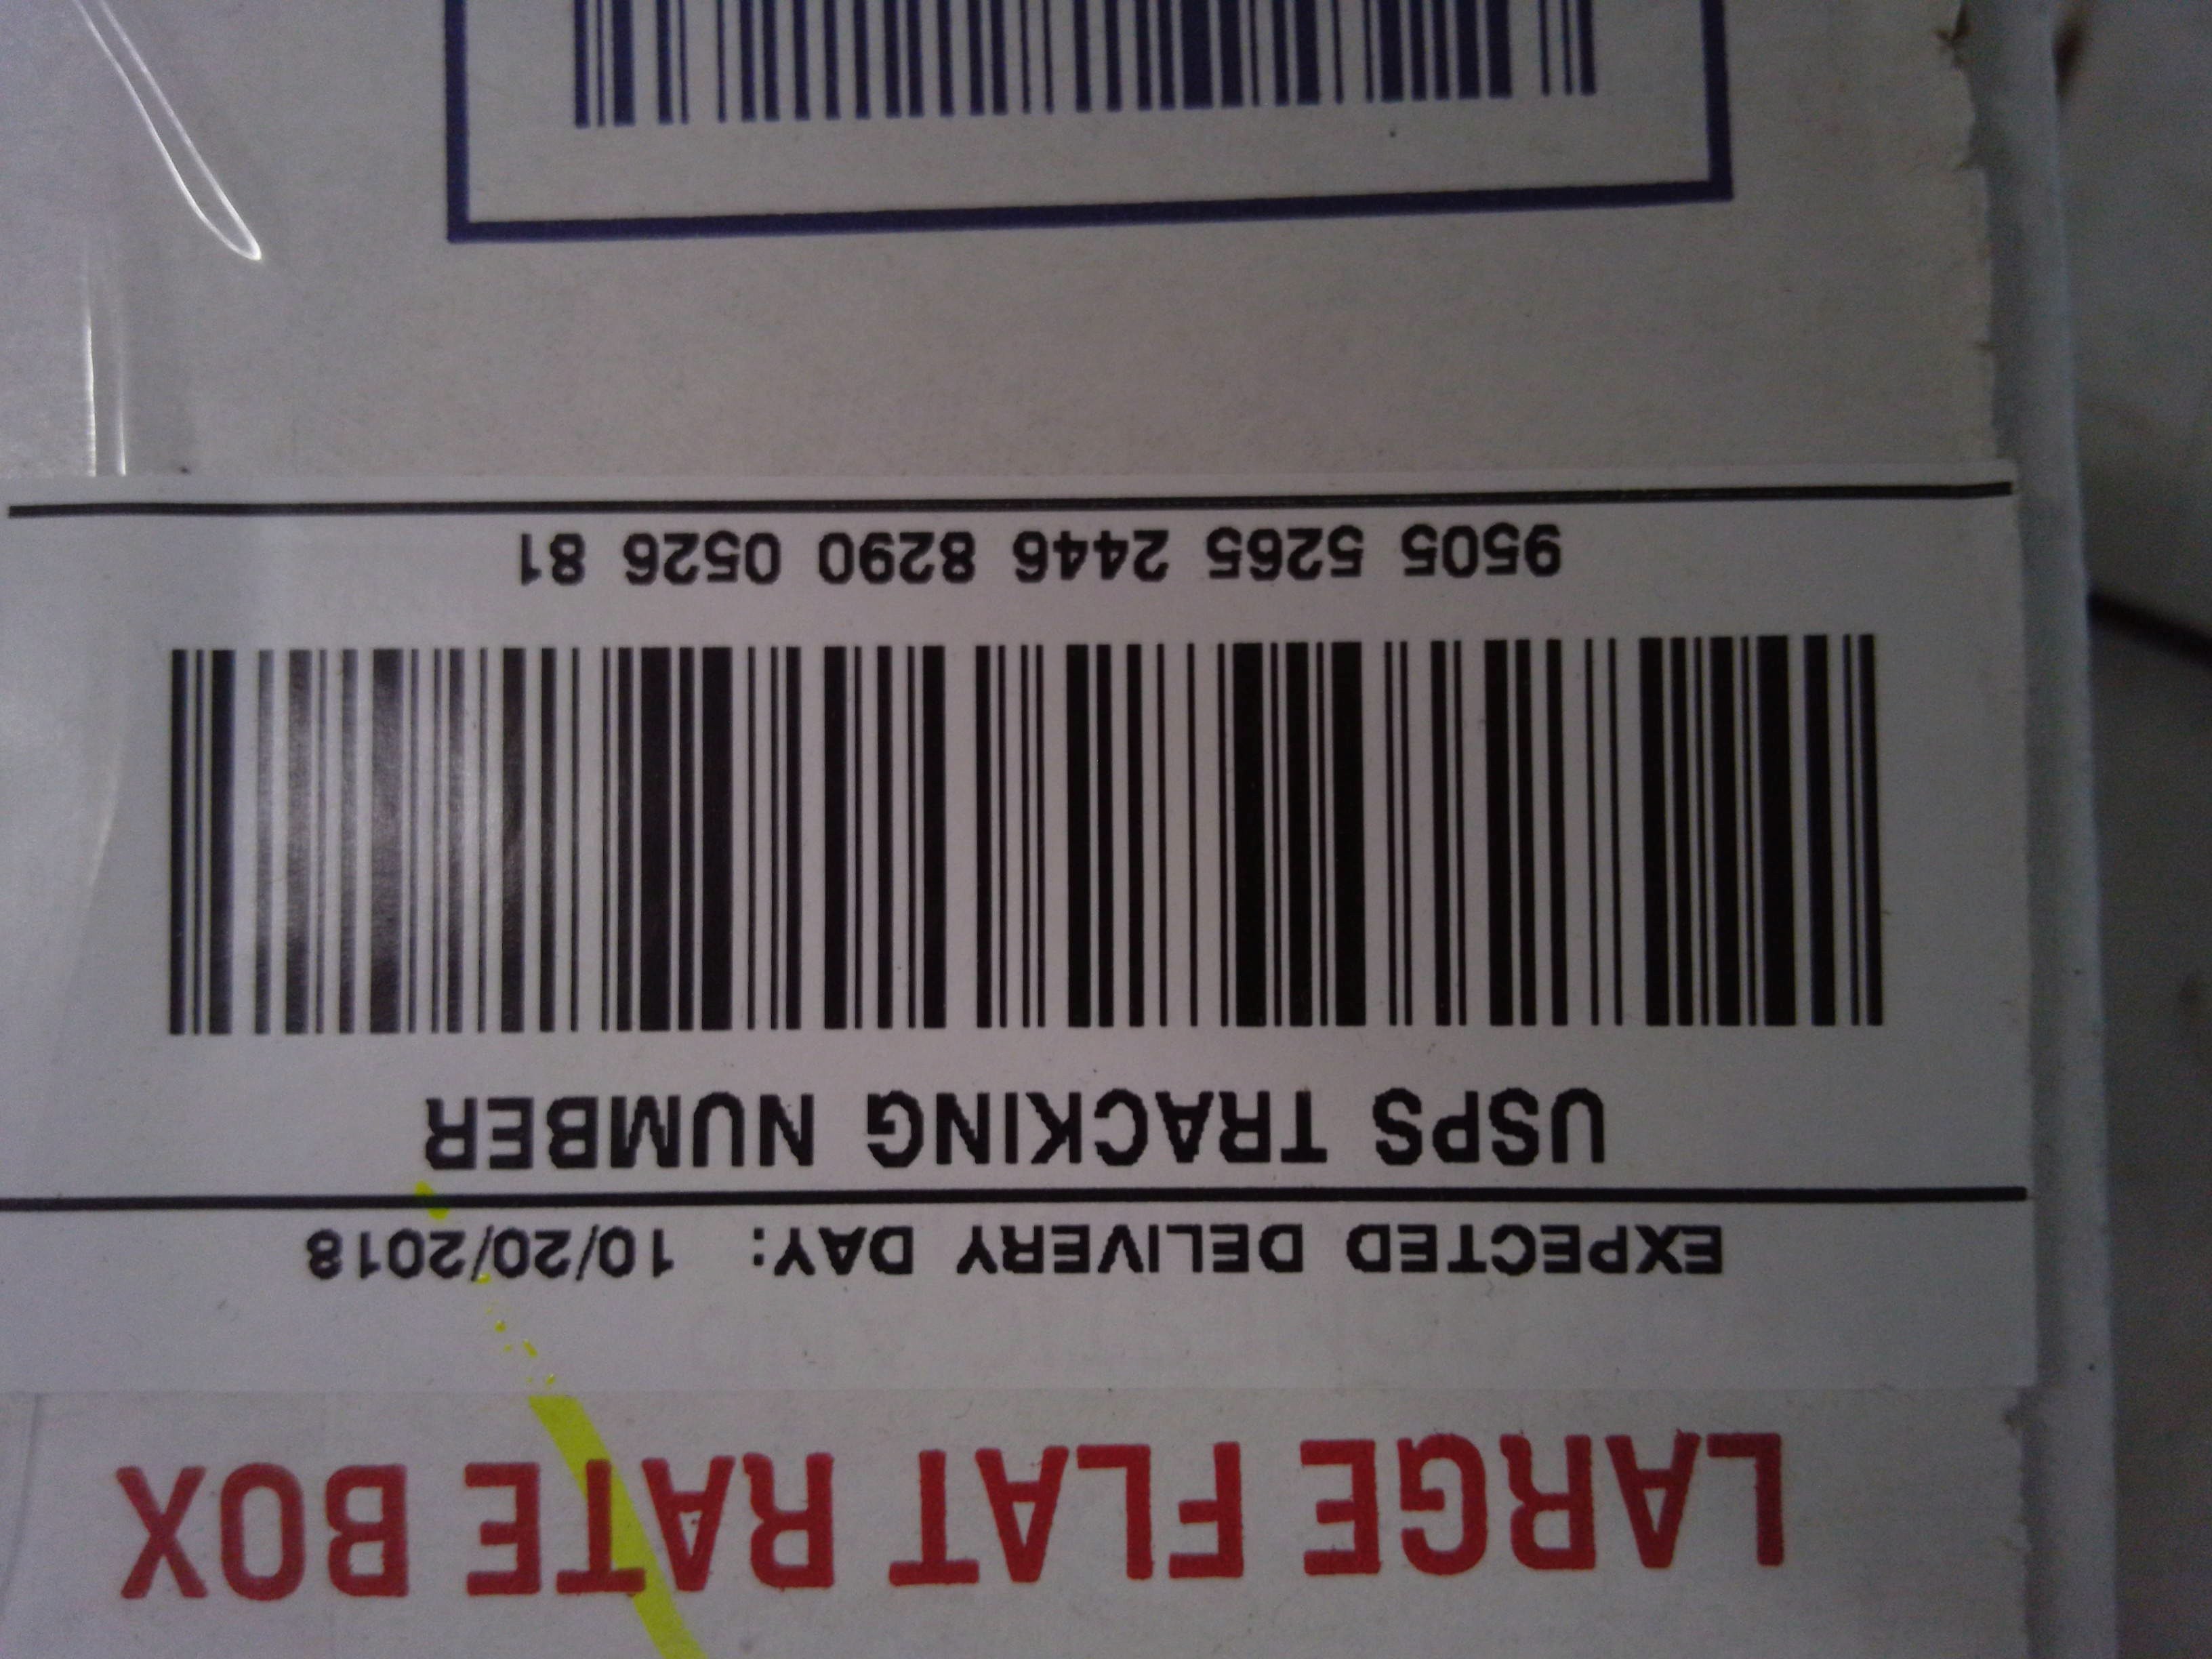 LARGE FLAT RATE BOX
EXPECTED DELIVERY DAY: 10/20/2018
USPS TRACKING NUMBER
9505 5265 2446 8290 0526 81